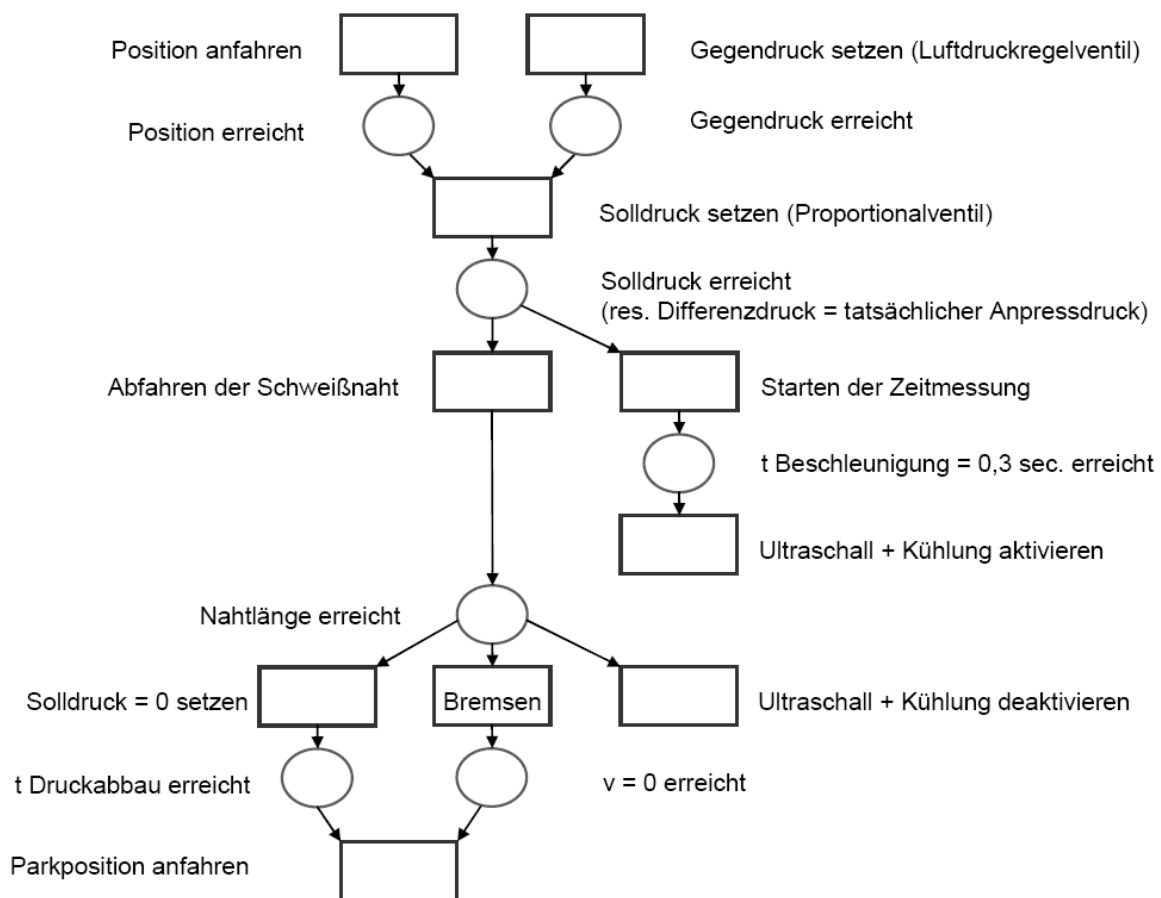 Position anfahren
Gegendruck setzen (Luftdruckregelventil)
Position erreicht
Gegendruck erreicht
Solldruck setzen (Proportionalventil)
Solldruck erreicht
(res. Differenzdruck = tatsächlicher Anpressdruck)
Abfahren der Schweißnaht
Starten der Zeitmessung
t Beschleunigung = 0,3 sec. erreicht
Ultraschall + Kühlung aktivieren
Nahtlänge erreicht
Solldruck = 0 setzen
Bremsen
Ultraschall + Kühlung deaktivieren
t Druckabbau erreicht
v = 0 erreicht
Parkposition anfahren